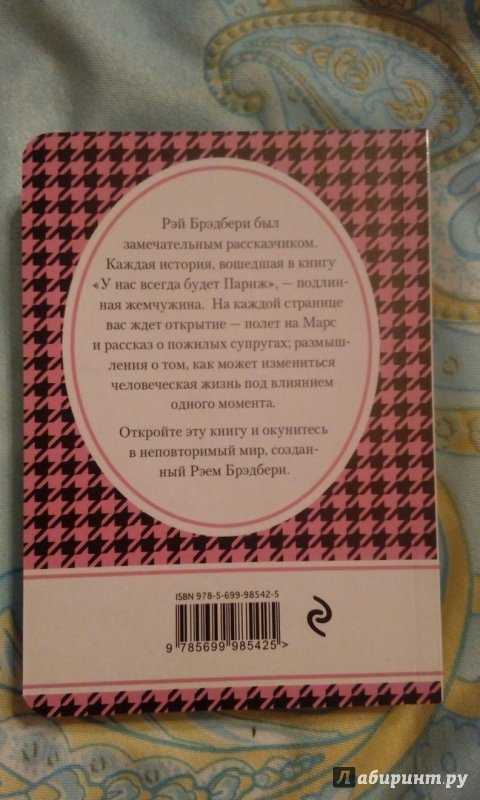 Рэй Брэдбери был
замечательным рассказчиком.
Каждая история, вошедшая в книгу
«У нас всегда будет Париж», — подлин-
ная жемчужина. На каждой странице
вас ждет открытие — полет на Марс
и рассказ о пожилых супругах; размыш-
ления о том, как может измениться
человеческая жизнь под влиянием
одного момента.
Откройте эту книгу и окунитесь
в неповторимый мир, создан-
ный Рэем Брэдбери.
ISBN 978-5-699-98542-5
9 785699 985425 >
Лабиринт.ру